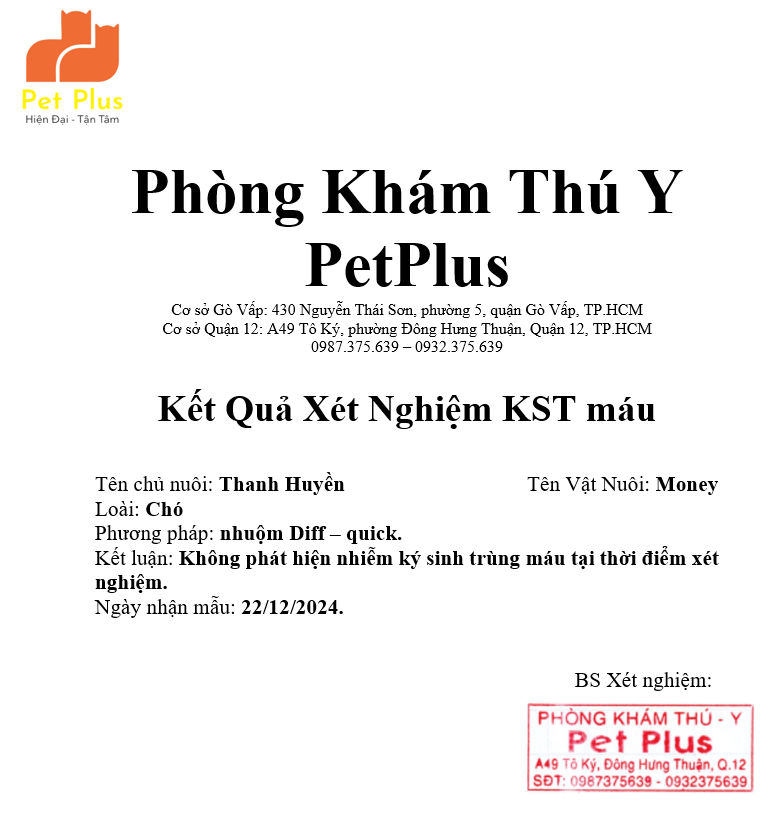 Pet Plus
Hiện Đại - Tận Tâm
Phòng Khám Thú Y
PetPlus
Cơ sở Gò Vấp: 430 Nguyễn Thái Sơn, phường 5, quận Gò Vấp, TP.HCM
Cơ sở Quận 12: A49 Tô Ký, phường Đông Hưng Thuận, Quận 12, TP.HCM
0987.375.639 – 0932.375.639
Kết Quả Xét Nghiệm KST máu
Tên chủ nuôi: Thanh Huyền Tên Vật Nuôi: Money
Loài: Chó
Phương pháp: nhuộm Diff – quick.
Kết luận: Không phát hiện nhiễm ký sinh trùng máu tại thời điểm xét
nghiệm.
Ngày nhận mẫu: 22/12/2024.
BS Xét nghiệm:
PHÒNG KHÁM THÚ - Y
Pet Plus
A49 Tô Ký, Đông Hưng Thuận, Q.12
SĐT: 0987375639 - 0932375639